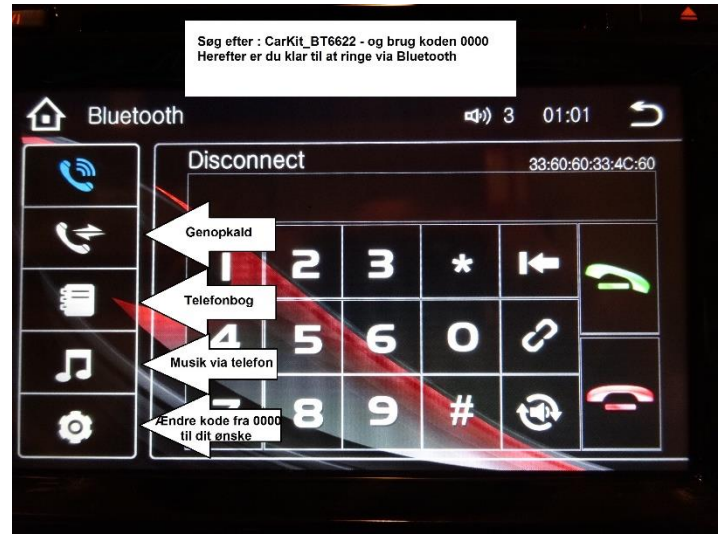 Søg efter : CarKit_BT6622 - og brug koden 0000
Herefter er du klar til at ringe via Bluetooth
Bluetooth 3 01:01
Disconnect 33:60:60:33:4C:60
Genopkald
1 2 3 *
Telefonbog
4 5 6 0
Musik via telefon
7 8 9 #
Ændre kode fra 0000
til dit ønske